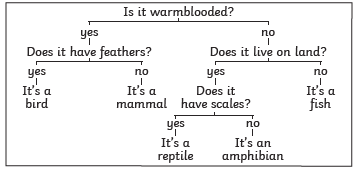 Is it warmblooded?
yes no
Does it have feathers? Does it live on land?
yes no yes no
It's a bird
It's a mammal
Does it have scales?
It's a fish
yes no
It's a reptile
It's an amphibian